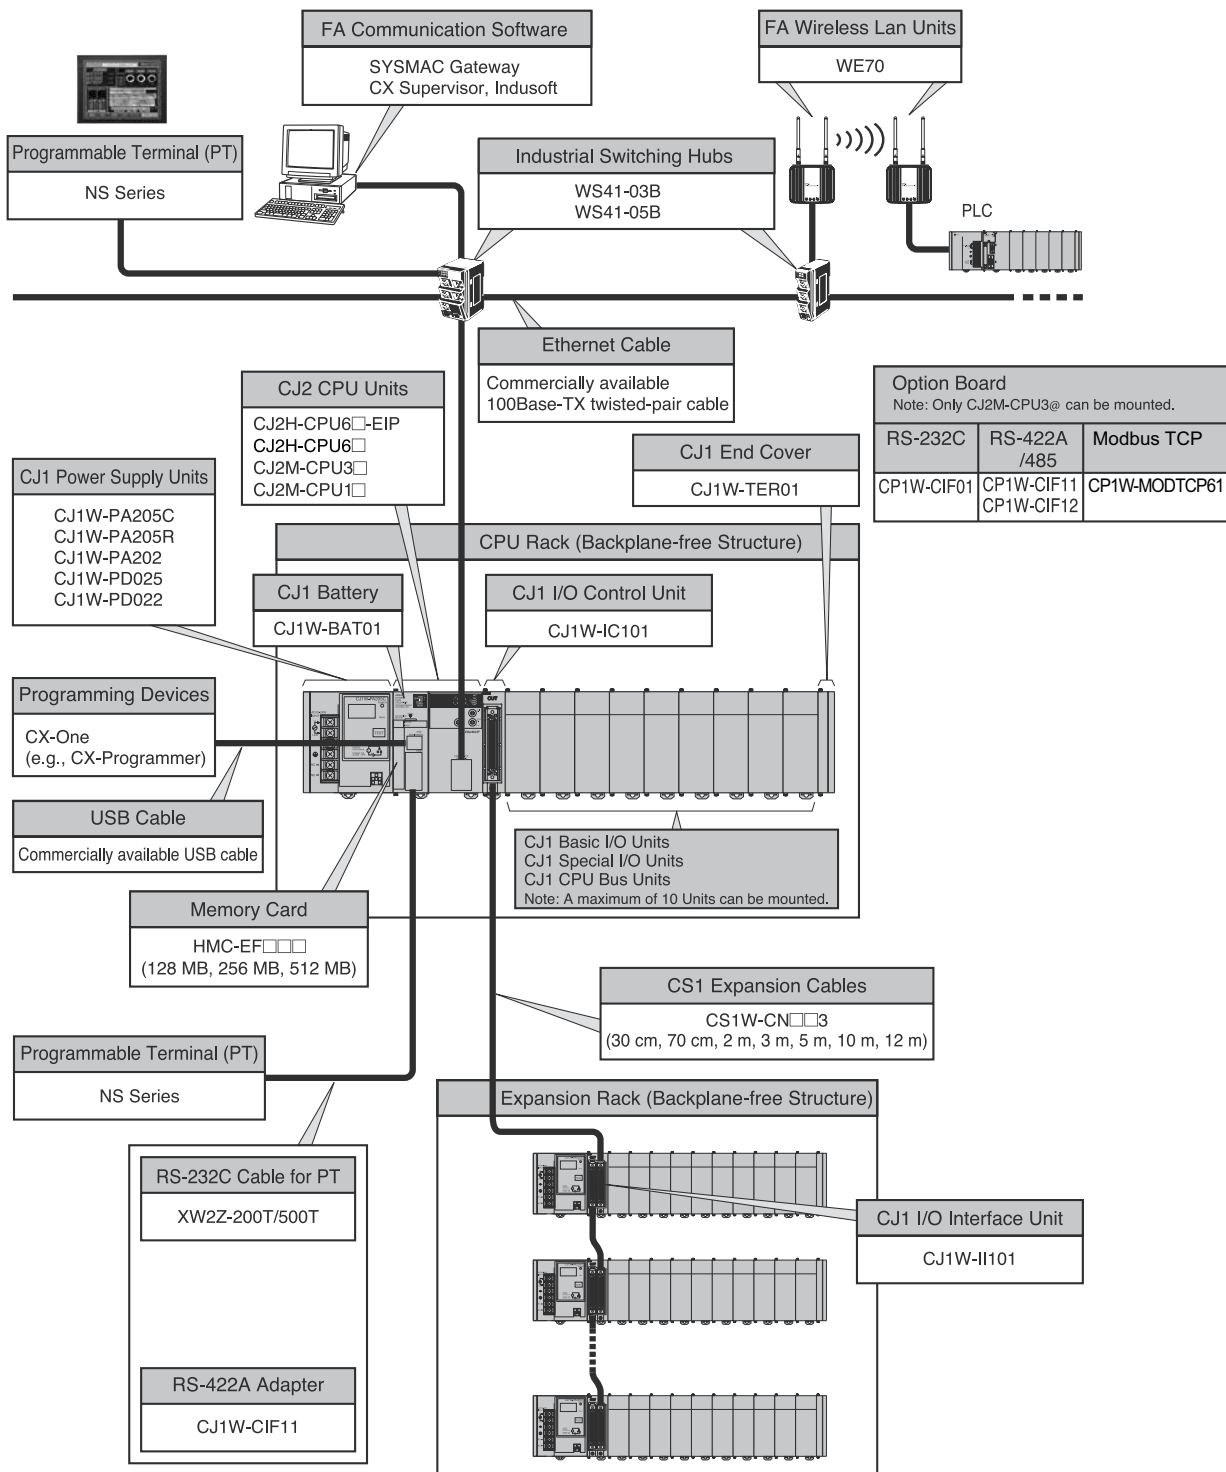 FA Communication Software
SYSMAC Gateway
CX Supervisor, Indusoft
FA Wireless Lan Units
WE70
Programmable Terminal (PT)
NS Series
Industrial Switching Hubs
WS41-03B
WS41-05B
PLC
Ethernet Cable
Commercially available
100Base-TX twisted-pair cable
CJ2 CPU Units
CJ2H-CPU6□-EIP
CJ2H-CPU6□
CJ2M-CPU3□
CJ2M-CPU1□
Option Board
Note: Only CJ2M-CPU3@ can be mounted.
RS-232C RS-422A Modbus TCP
/485
CP1W-CIF01 CP1W-CIF11 CP1W-MODTCP61
CP1W-CIF12
CJ1 End Cover
CJ1W-TER01
CJ1 Power Supply Units
CJ1W-PA205C
CJ1W-PA205R
CJ1W-PA202
CJ1W-PD025
CJ1W-PD022
CPU Rack (Backplane-free Structure)
CJ1 Battery
CJ1W-BAT01
CJ1 I/O Control Unit
CJ1W-IC101
Programming Devices
CX-One
(e.g., CX-Programmer)
OUT
USB Cable
Commercially available USB cable
CJ1 Basic I/O Units
CJ1 Special I/O Units
CJ1 CPU Bus Units
Note: A maximum of 10 Units can be mounted.
Memory Card
HMC-EF□□□
(128 MB, 256 MB, 512 MB)
CS1 Expansion Cables
CS1W-CN□□3
(30 cm, 70 cm, 2 m, 3 m, 5 m, 10 m, 12 m)
Programmable Terminal (PT)
NS Series
Expansion Rack (Backplane-free Structure)
RS-232C Cable for PT
XW2Z-200T/500T
CJ1 I/O Interface Unit
CJ1W-II101
RS-422A Adapter
CJ1W-CIF11